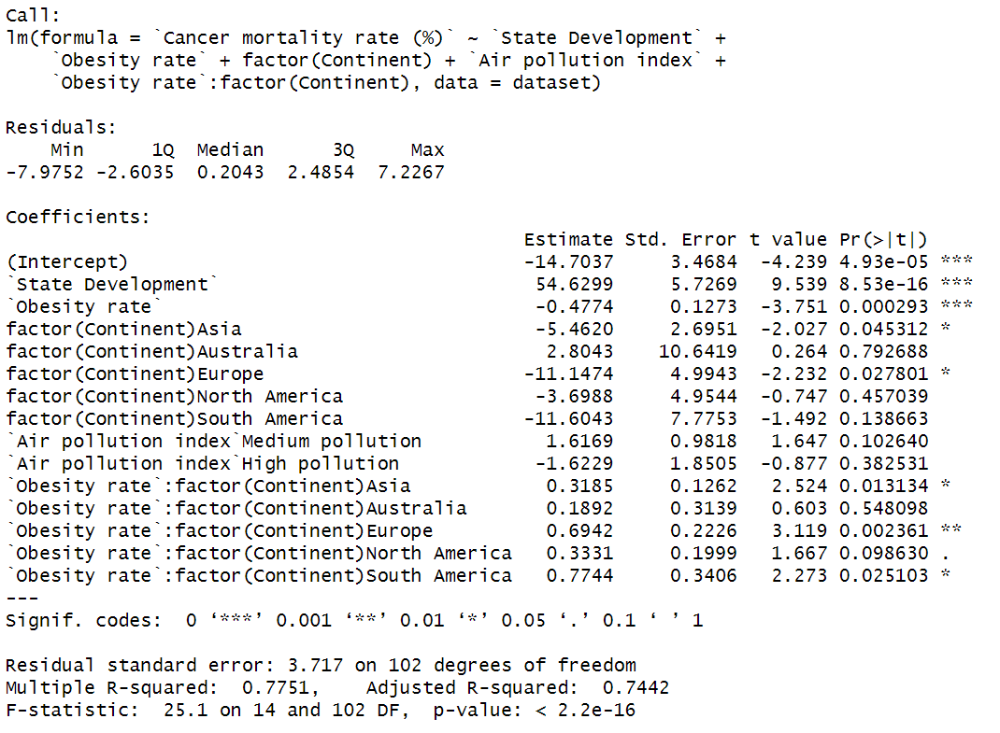 Call:
lm(formula = `Cancer mortality rate (%)` ~ `State Development` +
    `Obesity rate` + factor(Continent) + `Air pollution index` +
    `Obesity rate`:factor(Continent), data = dataset)

Residuals:
    Min      1Q  Median      3Q     Max
-7.9752 -2.6035  0.2043  2.4854  7.2267

Coefficients:
                                              Estimate Std. Error t value Pr(>|t|)
(Intercept)                                   -14.7037     3.4684  -4.239 4.93e-05 ***
`State Development`                            54.6299     5.7269   9.539 8.53e-16 ***
`Obesity rate`                                 -0.4774     0.1273  -3.751 0.000293 ***
factor(Continent)Asia                          -5.4620     2.6951  -2.027 0.045312 *
factor(Continent)Australia                      2.8043    10.6419   0.264 0.792688
factor(Continent)Europe                       -11.1474     4.9943  -2.232 0.027801 *
factor(Continent)North America                 -3.6988     4.9544  -0.747 0.457039
factor(Continent)South America                -11.6043     7.7753  -1.492 0.138663
`Air pollution index`Medium pollution           1.6169     0.9818   1.647 0.102640
`Air pollution index`High pollution            -1.6229     1.8505  -0.877 0.382531
`Obesity rate`:factor(Continent)Asia            0.3185     0.1262   2.524 0.013134 *
`Obesity rate`:factor(Continent)Australia       0.1892     0.3139   0.603 0.548098
`Obesity rate`:factor(Continent)Europe          0.6942     0.2226   3.119 0.002361 **
`Obesity rate`:factor(Continent)North America   0.3331     0.1999   1.667 0.098630 .
`Obesity rate`:factor(Continent)South America   0.7744     0.3406   2.273 0.025103 *
---
Signif. codes:  0 ‘***’ 0.001 ‘**’ 0.01 ‘*’ 0.05 ‘.’ 0.1 ‘ ’ 1

Residual standard error: 3.717 on 102 degrees of freedom
Multiple R-squared:  0.7751,    Adjusted R-squared:  0.7442
F-statistic:  25.1 on 14 and 102 DF,  p-value: < 2.2e-16